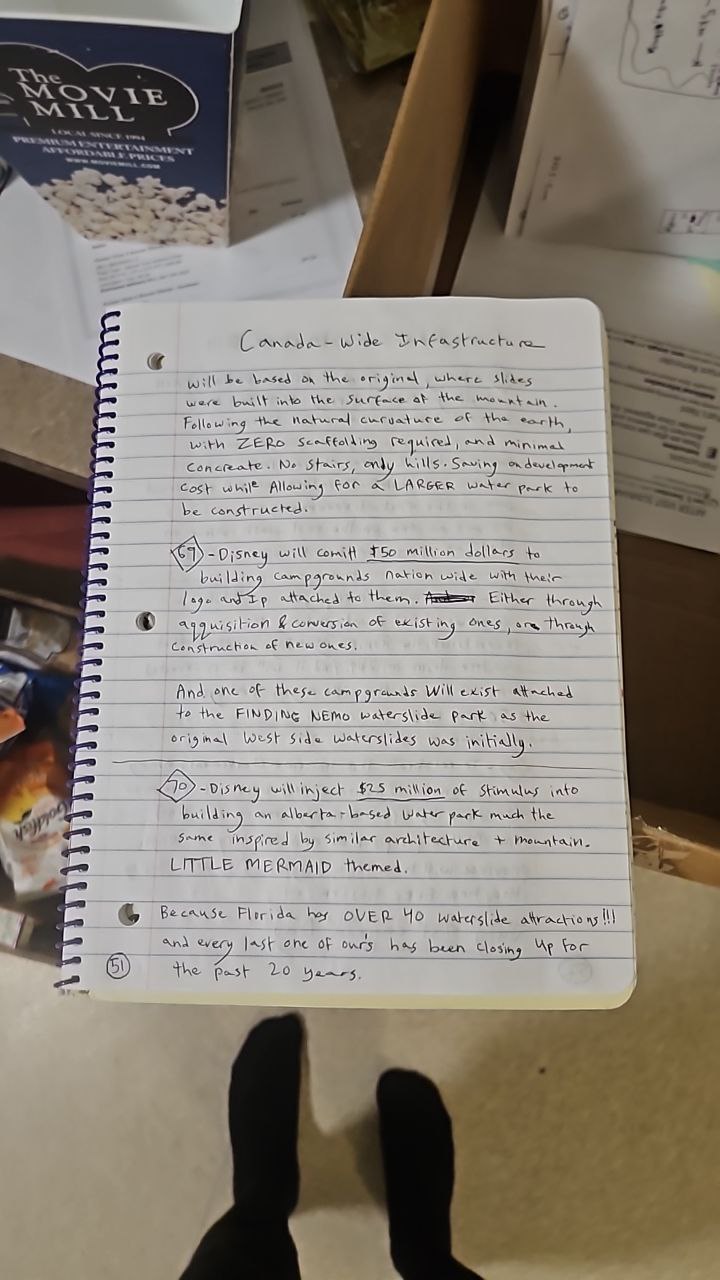 The
MOVIE
MILL
LOCAL SINCE 1994
PREMIUM ENTERTAINMENT
AFFORDABLE PRICES
WWW.MOVIEMILL.COM
Canada-Wide Infastructure
will be based on the original, where slides
were built into the surface of the mountain.
Following the natural curvature of the earth,
with ZERO scaffolding required, and minimal
concreate. No stairs, only hills. Saving on development
cost while Allowing for a LARGER water park to
be constructed.
69 - Disney will comitt $50 million dollars to
building campgrounds nation wide with their
logo and Ip attached to them. Either through
aqquisition & conversion of existing ones, or through
construction of new ones.
And one of these campgrounds Will exist attached
to the FINDING NEMO waterslide park as the
original West side Waterslides was initially.
70 - Disney will inject $25 million of stimulus into
building an alberta-based water park much the
same inspired by similar architecture + mountain.
LITTLE MERMAID themed.
Because Florida has OVER 40 waterslide attractions!!!
and every last one of our's has been closing up for
the past 20 years.
51
Goldfish